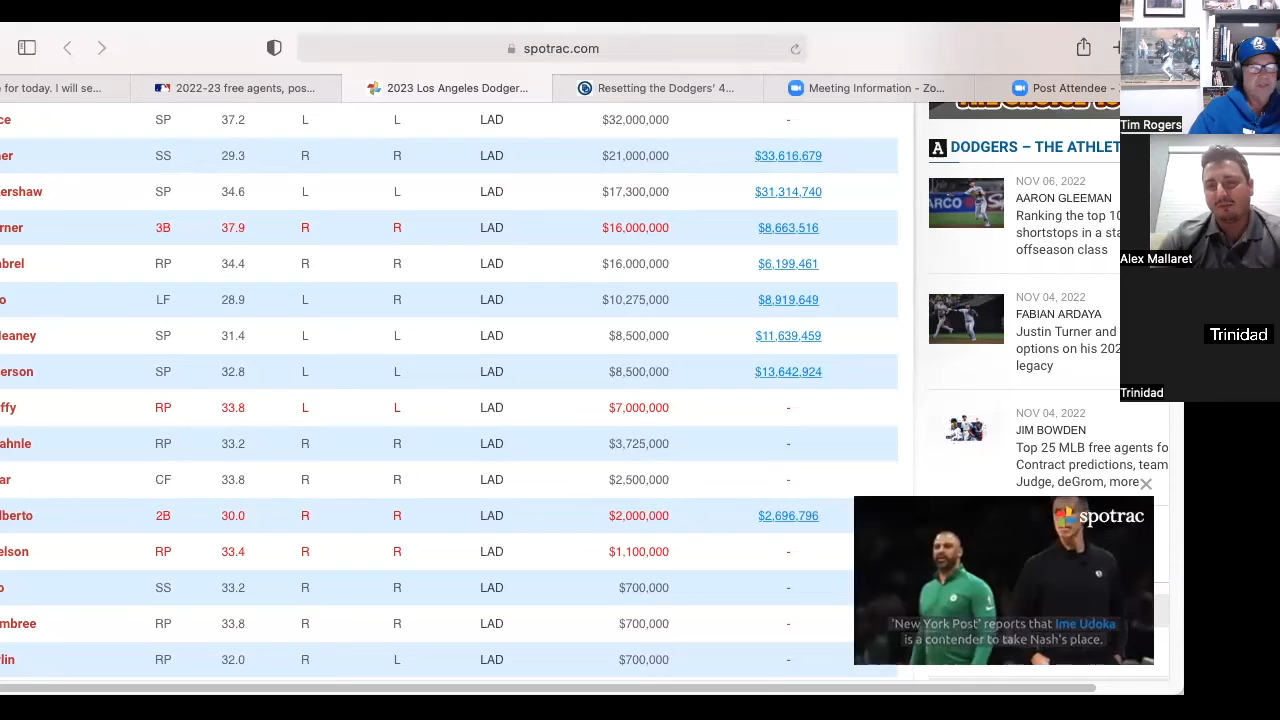 spotrac.com
e for today. I will se...
2022-23 free agents, pos...
2023 Los Angeles Dodger...
Resetting the Dodgers' 4...
Meeting Information - Zo...
Post Attendee - Z
ce SP 37.2 L L LAD $32,000,000 -
er SS 29.3 R R LAD $21,000,000 $33,616,679
ershaw SP 34.6 L L LAD $17,300,000 $31,314,740
rner 3B 37.9 R R LAD $16,000,000 $8,663,516
brel RP 34.4 R R LAD $16,000,000 $6,199,461
o LF 28.9 L R LAD $10,275,000 $8,919,649
eaney SP 31.4 L L LAD $8,500,000 $11,639,459
erson SP 32.8 L L LAD $8,500,000 $13,642,924
ffy RP 33.8 L L LAD $7,000,000 -
ahnle RP 33.2 R R LAD $3,725,000 -
ar CF 33.8 R R LAD $2,500,000 -
lberto 2B 30.0 R R LAD $2,000,000 $2,696,796
elson RP 33.4 R R LAD $1,100,000 -
o SS 33.2 R R LAD $700,000 -
mbree RP 33.8 R R LAD $700,000 -
lin RP 32.0 R L LAD $700,000 -
A DODGERS – THE ATHLET
NOV 06, 2022
AARON GLEEMAN
Ranking the top 10
shortstops in a sta
offseason class
NOV 04, 2022
FABIAN ARDAYA
Justin Turner and
options on his 202
legacy
NOV 04, 2022
JIM BOWDEN
Top 25 MLB free agents fo
Contract predictions, team
Judge, deGrom, more
spotrac
'New York Post' reports that Ime Udoka
is a contender to take Nash's place.
Tim Rogers
Alex Mallaret
Trinidad
Trinidad